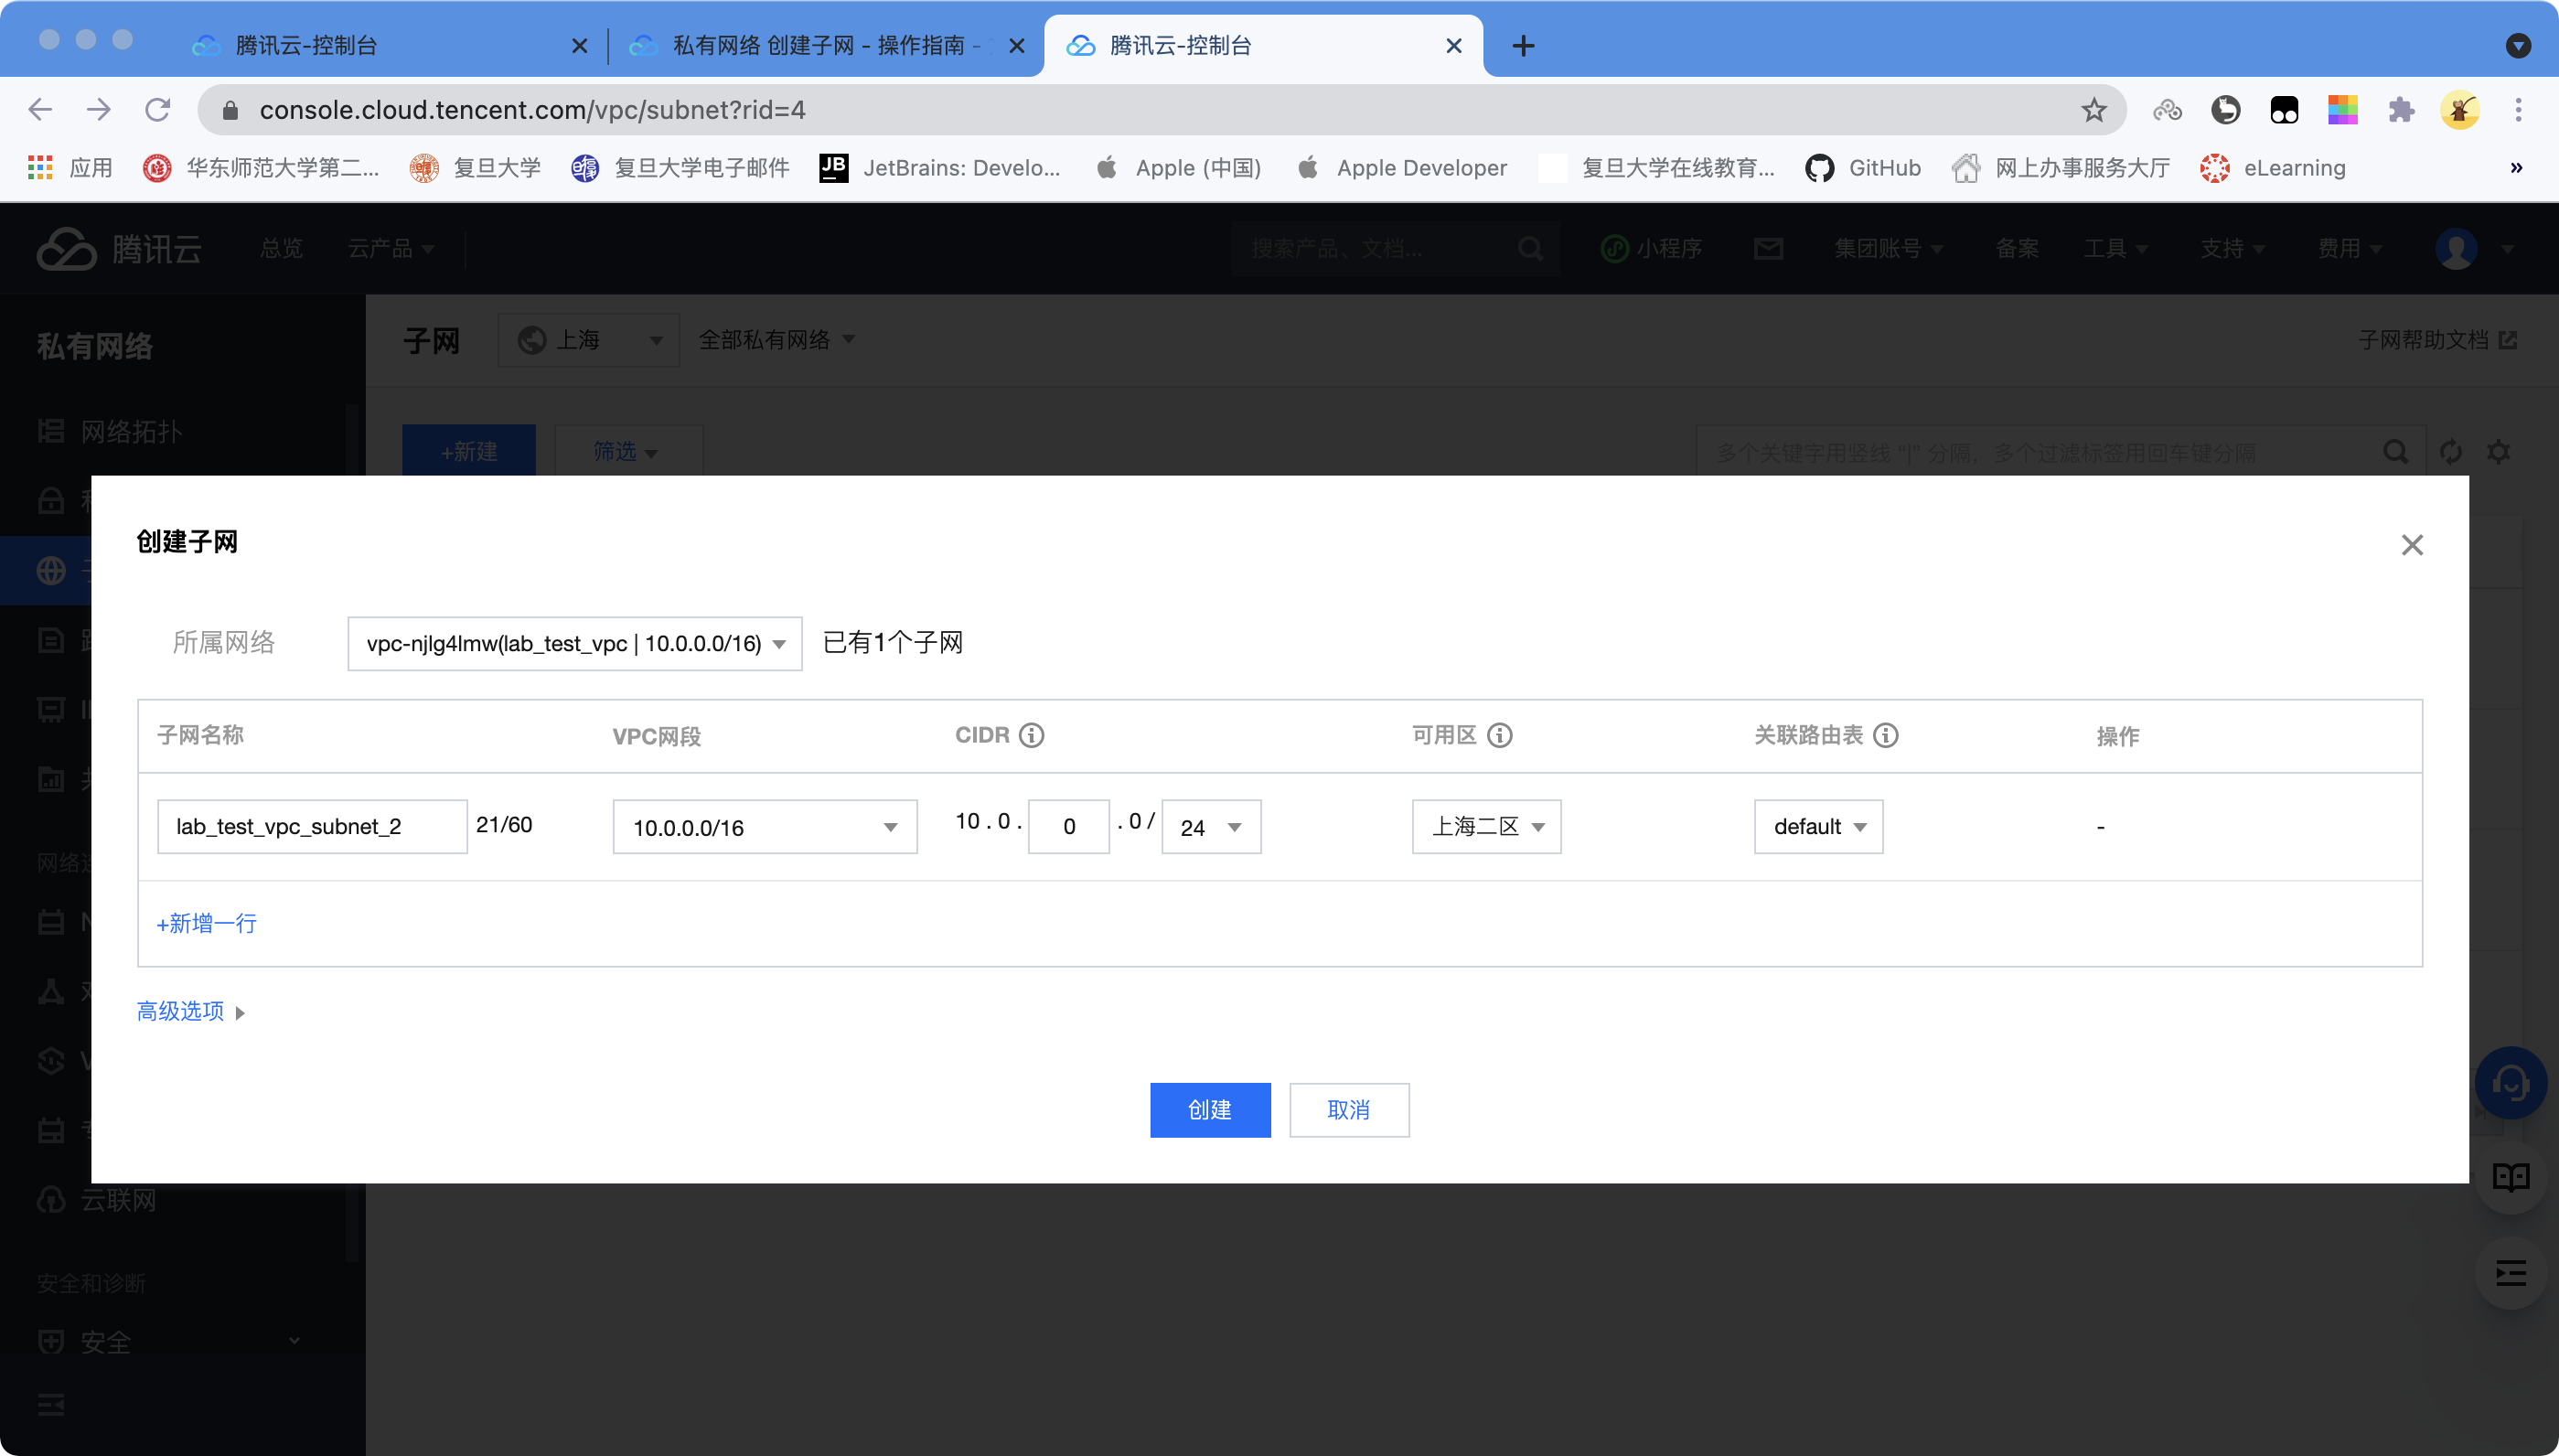 腾讯云-控制台
私有网络 创建子网 - 操作指南 -
腾讯云-控制台
console.cloud.tencent.com/vpc/subnet?rid=4
应用
华东师范大学第二...
复旦大学
复旦大学电子邮件
JB
JetBrains: Develo...
Apple (中国)
Apple Developer
复旦大学在线教育...
GitHub
网上办事服务大厅
eLearning
»
腾讯云
总览
云产品
搜索产品、文档...
小程序
集团账号
备案
工具
支持
费用
私有网络
子网
上海
全部私有网络
子网帮助文档
网络拓扑
+新建
筛选
多个关键字用竖线 “|” 分隔，多个过滤标签用回车键分隔
创建子网
所属网络
vpc-njlg4lmw(lab_test_vpc | 10.0.0.0/16)
已有1个子网
子网名称
VPC网段
CIDR
可用区
关联路由表
操作
lab_test_vpc_subnet_2
21/60
10.0.0.0/16
10 . 0 . 0 . 0 / 24
上海二区
default
-
+新增一行
高级选项
创建
取消
云联网
安全和诊断
安全